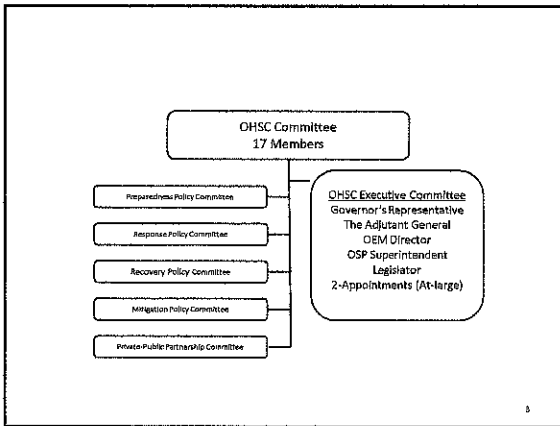 OHSC Committee
17 Members
Preparedness Policy Committee
Response Policy Committee
Recovery Policy Committee
Mitigation Policy Committee
Private-Public Partnership Committee
OHSC Executive Committee
Governor's Representative
The Adjutant General
OEM Director
OSP Superintendent
Legislator
2-Appointments (At-large)